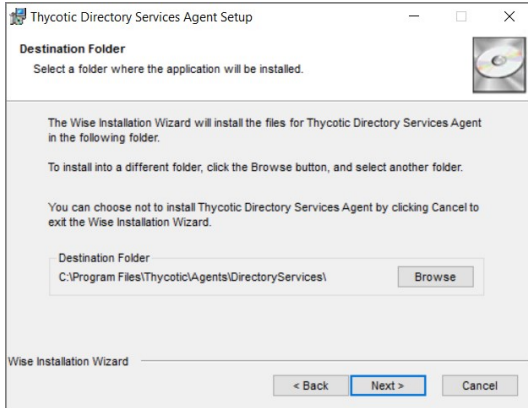 Thycotic Directory Services Agent Setup
Destination Folder
Select a folder where the application will be installed.
The Wise Installation Wizard will install the files for Thycotic Directory Services Agent
in the following folder.
To install into a different folder, click the Browse button, and select another folder.
You can choose not to install Thycotic Directory Services Agent by clicking Cancel to
exit the Wise Installation Wizard.
Destination Folder
C:\Program Files\Thycotic\Agents\DirectoryServices\ Browse
Wise Installation Wizard
< Back Next > Cancel